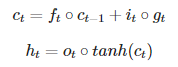 c_t = f_t ∘ c_{t−1} + i_t ∘ g_t
h_t = o_t ∘ tanh(c_t)